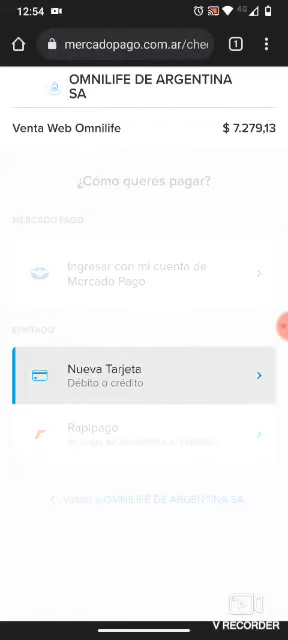 12:54
4G
mercadopago.com.ar/che
1
OMNILIFE DE ARGENTINA
SA
Venta Web Omnilife
$ 7.279,13
¿Cómo queres pagar?
MERCADO PAGO
Ingresar con mi cuenta de
Mercado Pago
INVITADO
Nueva Tarjeta
Débito o crédito
Rapipago
Volver a OMNILIFE DE ARGENTINA SA
V RECORDER